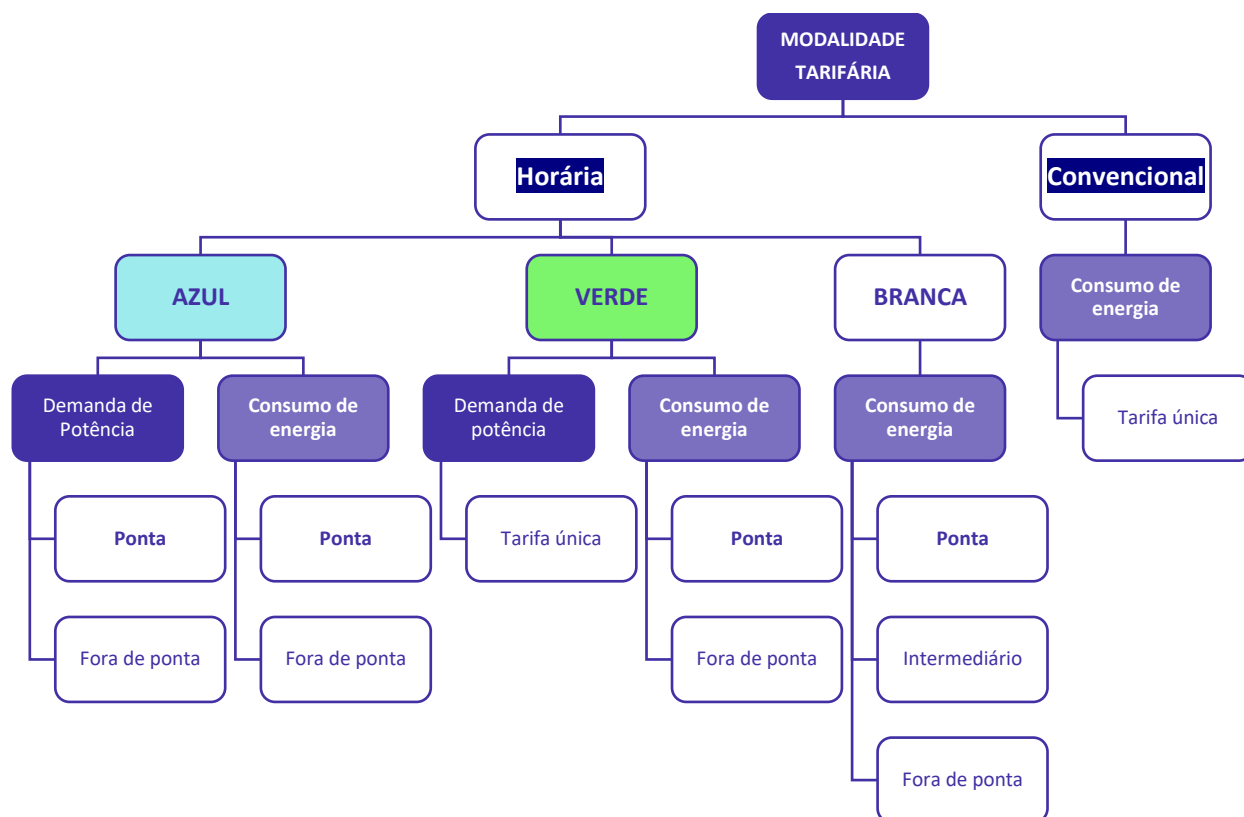 MODALIDADE
TARIFÁRIA
Horária
Convencional
AZUL
VERDE
BRANCA
Consumo de
energia
Demanda de
Potência
Consumo de
energia
Demanda de
potência
Consumo de
energia
Consumo de
energia
Tarifa única
Ponta
Ponta
Tarifa única
Ponta
Ponta
Fora de ponta
Fora de ponta
Fora de ponta
Intermediário
Fora de ponta